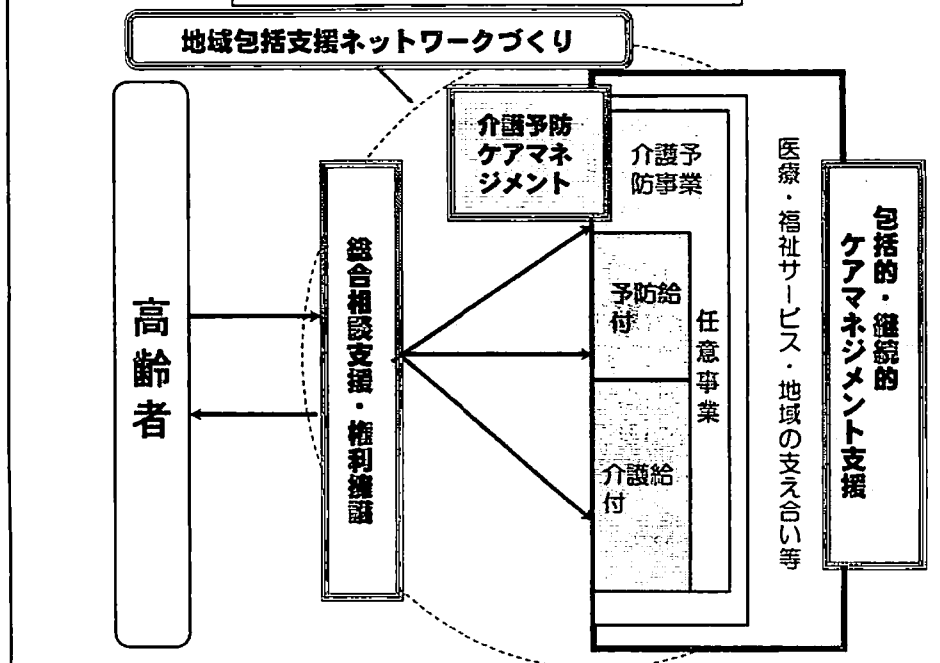 地域包括支援ネットワークづくり
高齢者
総合相談支援・権利擁護
介護予防
ケアマネ
ジメント
介護予
防事業
予防給
付
介護給
付
任意事業
医療・福祉サービス・地域の支え合い等
包括的・継続的
ケアマネジメント支援